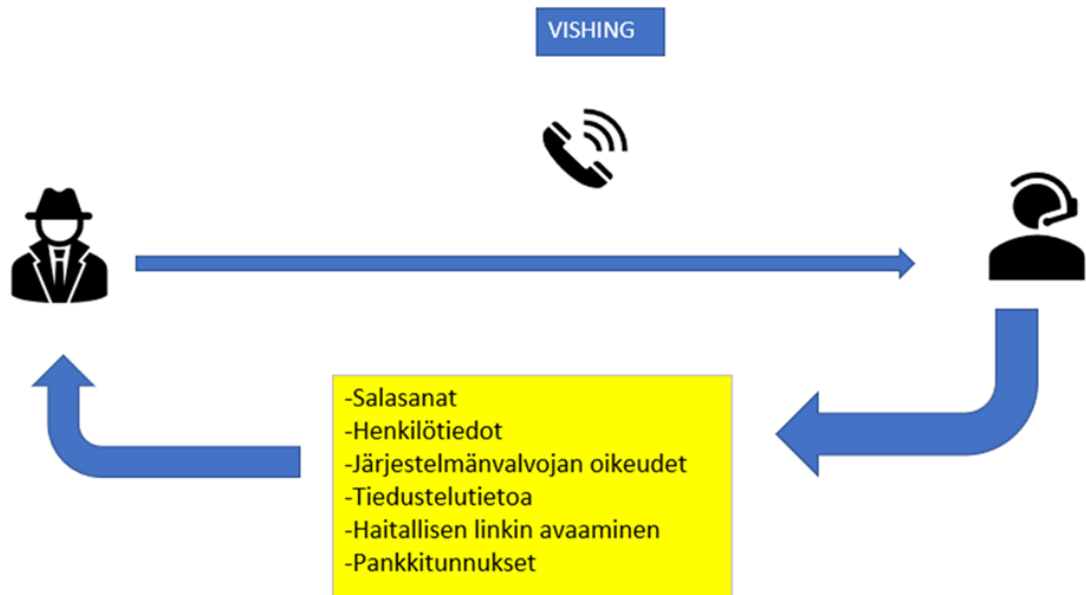 VISHING
-Salasanat
-Henkilötiedot
-Järjestelmänvalvojan oikeudet
-Tiedustelutietoa
-Haitallisen linkin avaaminen
-Pankkitunnukset